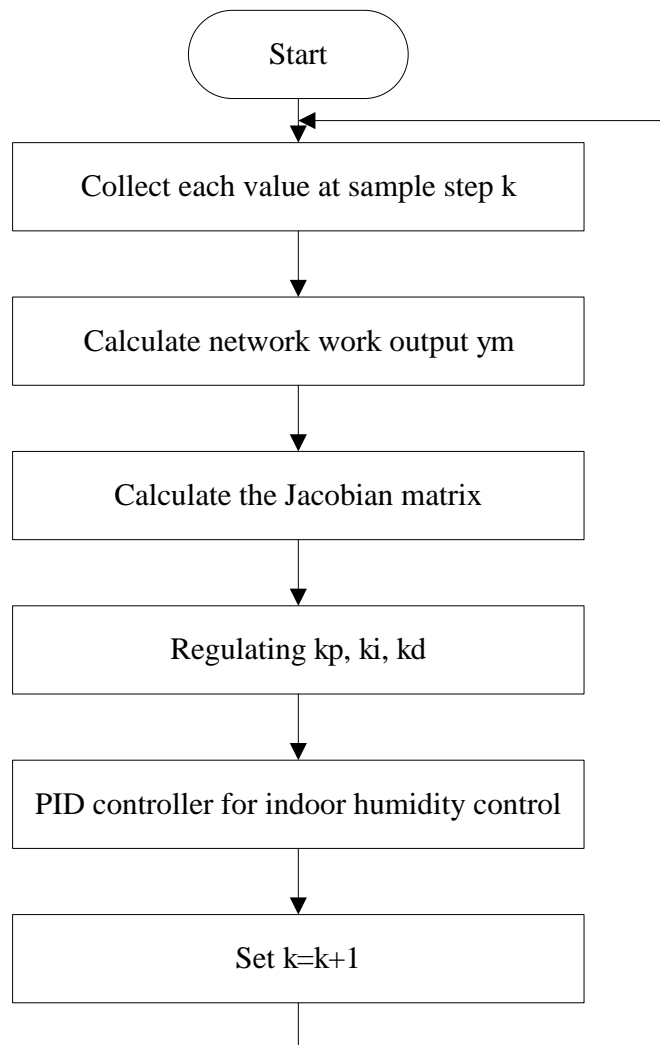 Start
Collect each value at sample step k
Calculate network work output ym
Calculate the Jacobian matrix
Regulating kp, ki, kd
PID controller for indoor humidity control
Set k=k+1